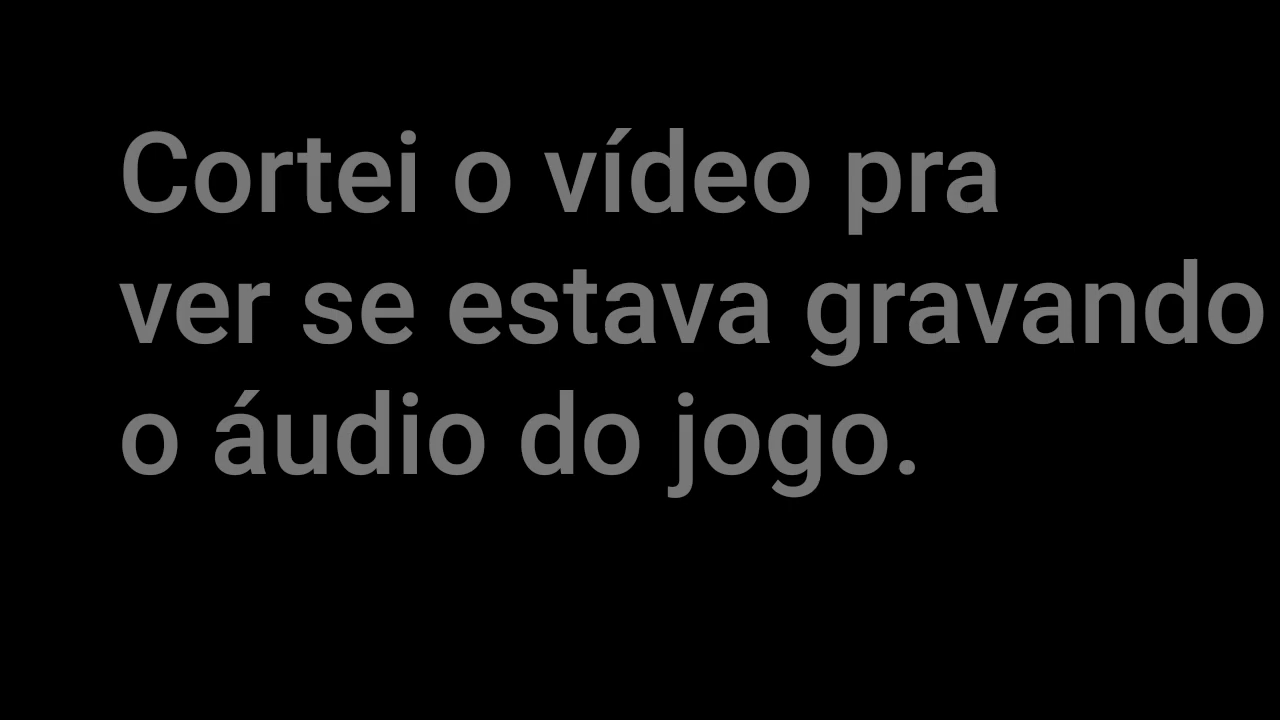 Cortei o vídeo pra
ver se estava gravando
o áudio do jogo.